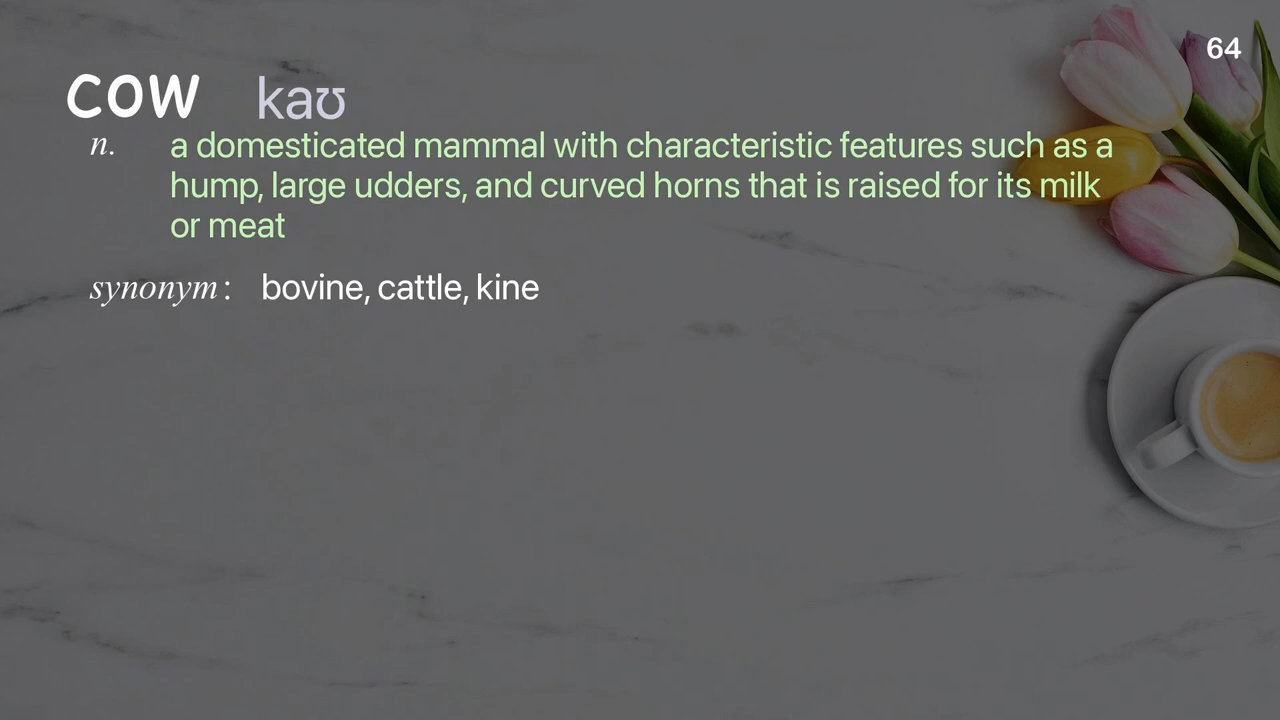 64
cow kaʊ
n. a domesticated mammal with characteristic features such as a
hump, large udders, and curved horns that is raised for its milk
or meat
synonym: bovine, cattle, kine